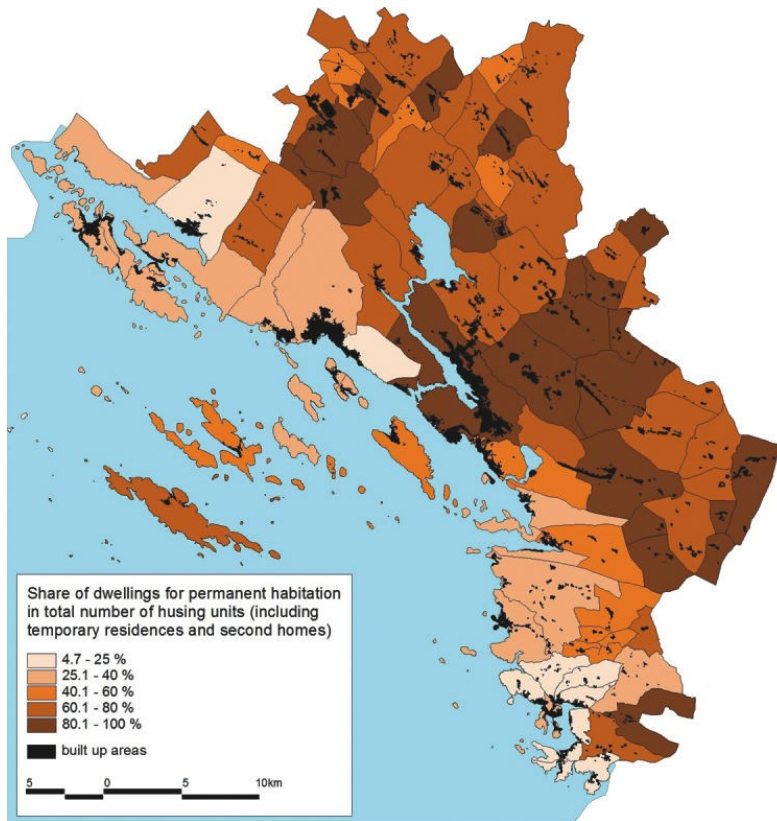 Share of dwellings for permanent habitation
in total number of husing units (including
temporary residences and second homes)
4.7 - 25 %
25.1 - 40 %
40.1 - 60 %
60.1 - 80 %
80.1 - 100 %
built up areas
5 0 5 10km